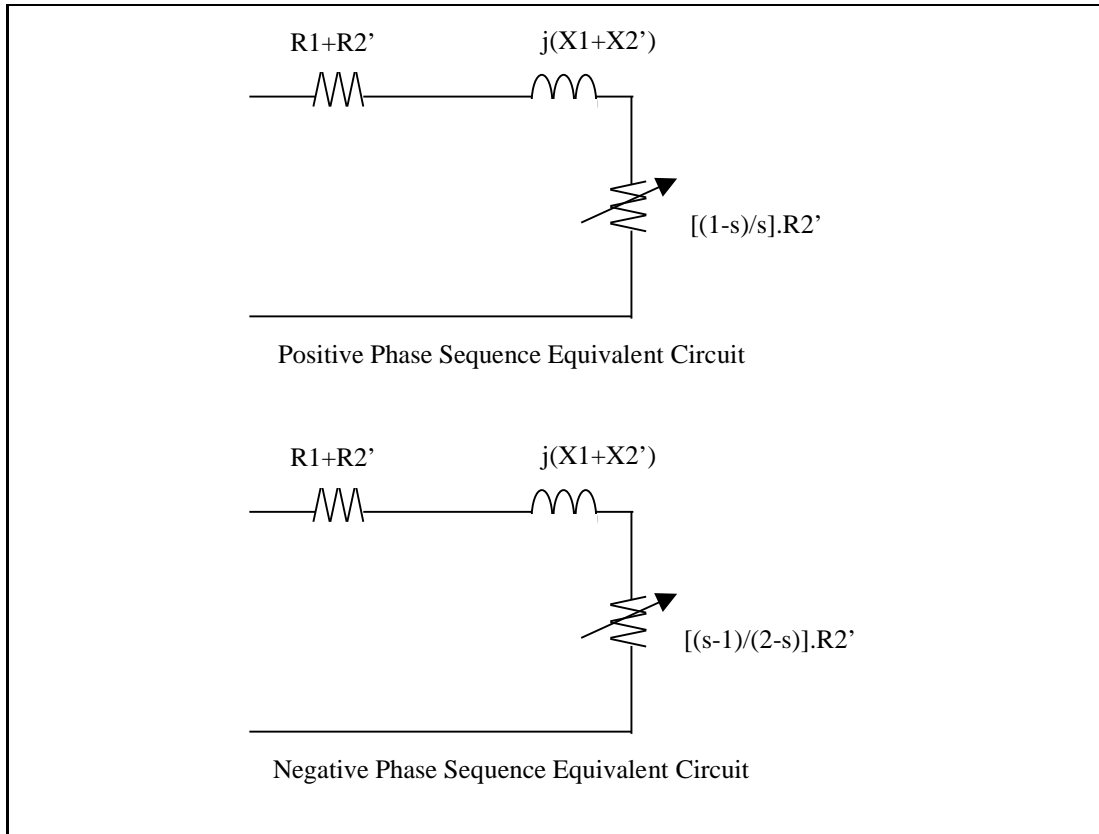 R1+R2’ j(X1+X2’)
[(1-s)/s].R2’
Positive Phase Sequence Equivalent Circuit
R1+R2’ j(X1+X2’)
[(s-1)/(2-s)].R2’
Negative Phase Sequence Equivalent Circuit